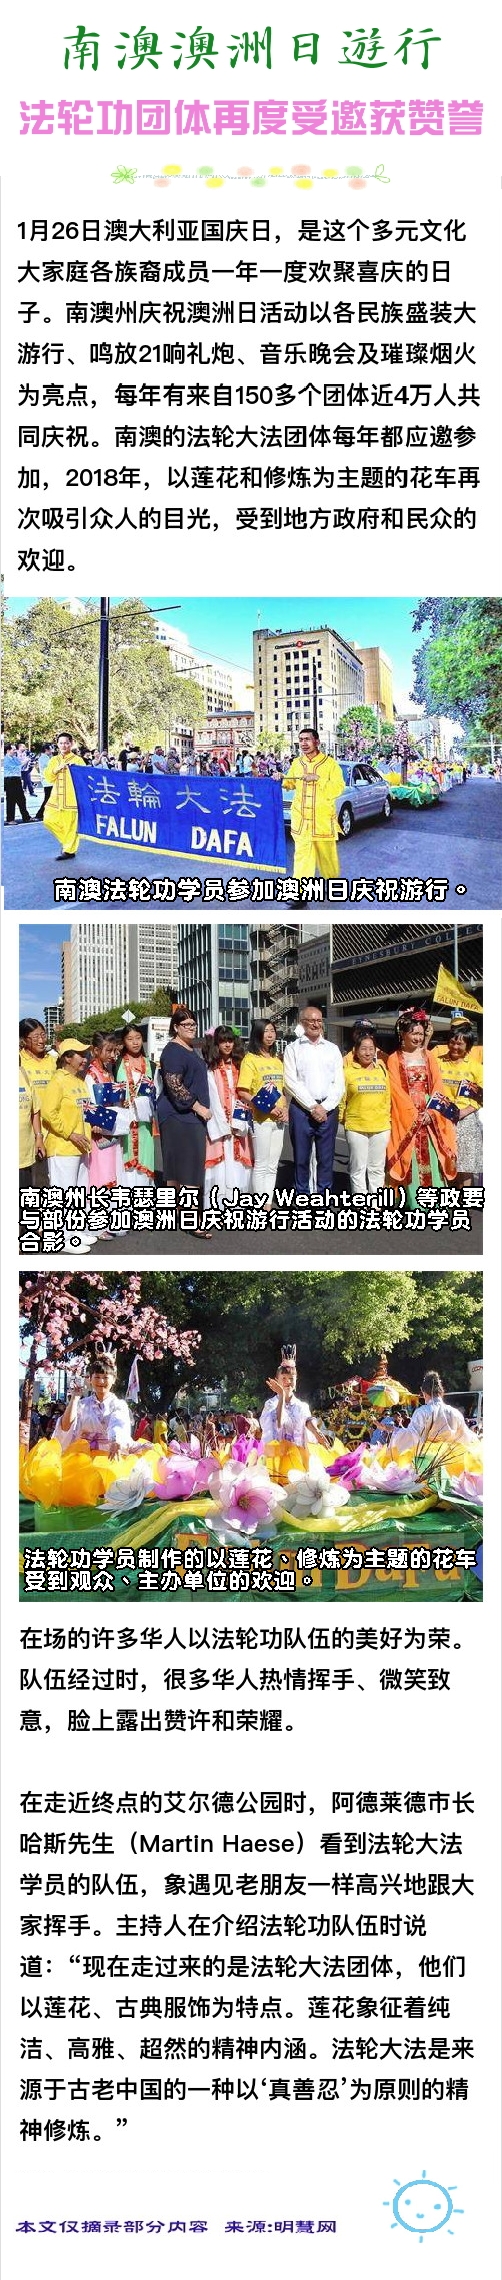 南澳澳洲日遊行
法轮功团体再度受邀获赞誉
1月26日澳大利亚国庆日，是这个多元文化
大家庭各族裔成员一年一度欢聚喜庆的日
子。南澳州庆祝澳洲日活动以各民族盛装大
游行、鸣放21响礼炮、音乐晚会及璀璨烟火
为亮点，每年有来自150多个团体近4万人共
同庆祝。南澳的法轮大法团体每年都应邀参
加，2018年，以莲花和修炼为主题的花车再
次吸引众人的目光，受到地方政府和民众的
欢迎。
法輪大法
FALUN DAFA
南澳法轮功学员参加澳洲日庆祝游行。
FALUN DAFA
南澳州长韦瑟里尔（Jay Weahterill）等政要
与部份参加澳洲日庆祝游行活动的法轮功学员
合影。
法轮功学员制作的以莲花、修炼为主题的花车
受到观众、主办单位的欢迎。
在场的许多华人以法轮功队伍的美好为荣。
队伍经过时，很多华人热情挥手、微笑致
意，脸上露出赞许和荣耀。
在走近终点的艾尔德公园时，阿德莱德市长
哈斯先生（Martin Haese）看到法轮大法
学员的队伍，象遇见老朋友一样高兴地跟大
家挥手。主持人在介绍法轮功队伍时说
道：“现在走过来的是法轮大法团体，他们
以莲花、古典服饰为特点。莲花象征着纯
洁、高雅、超然的精神内涵。法轮大法是来
源于古老中国的一种以‘真善忍’为原则的精
神修炼。”
本文仅摘录部分内容 来源:明慧网